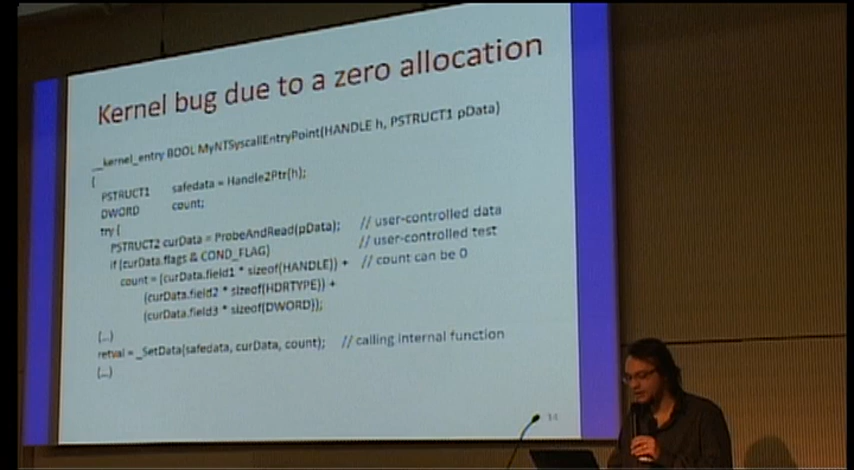 Kernel bug due to a zero allocation
__kernel_entry BOOL MyNTSyscallEntryPoint(HANDLE h, PSTRUCT1 pData)
{
PSTRUCT1 safedata = Handle2Ptr(h);
DWORD count;
try {
PSTRUCT2 curData = ProbeAndRead(pData); // user-controlled data
if (curData.flags & COND_FLAG) // user-controlled test
count = (curData.field1 * sizeof(HANDLE)) + // count can be 0
(curData.field2 * sizeof(HDRTYPE)) +
(curData.field3 * sizeof(DWORD));
(...)
retval = _SetData(safedata, curData, count); // calling internal function
(...)
14